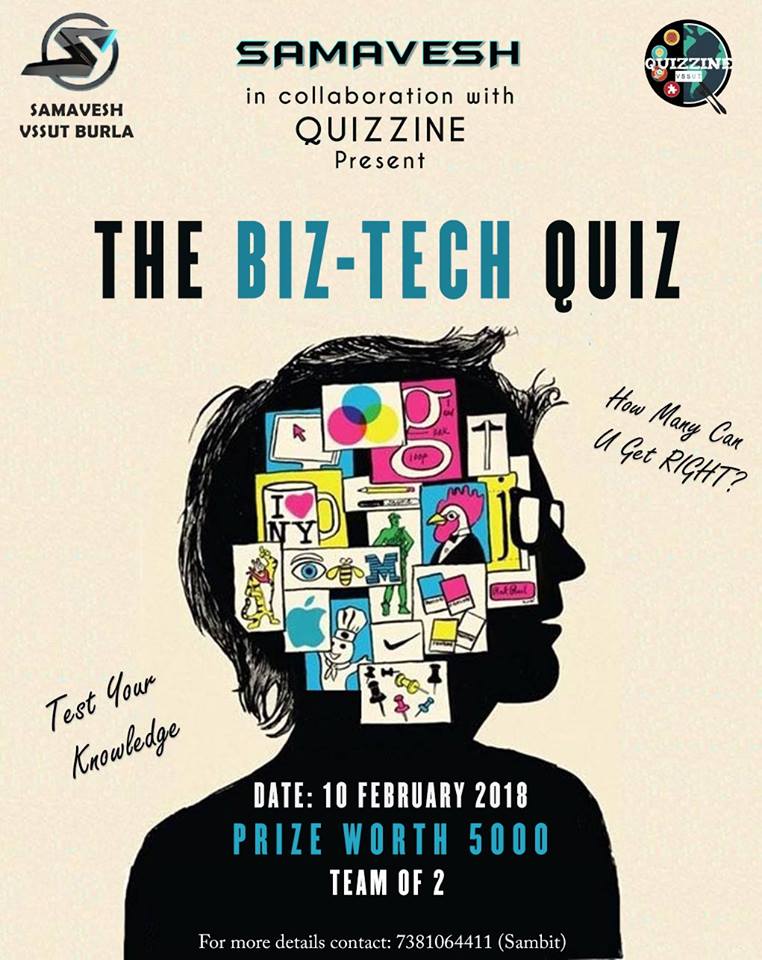 SAMAVESH
VSSUT BURLA
SAMAVESH
in collaboration with
QUIZZINE
Present
QUIZZINE
VSSUT
THE BIZ-TECH QUIZ
How Many Can
U Get RIGHT?
g
I
NY
M
Test Your
Knowledge
DATE: 10 FEBRUARY 2018
PRIZE WORTH 5000
TEAM OF 2
For more details contact: 7381064411 (Sambit)